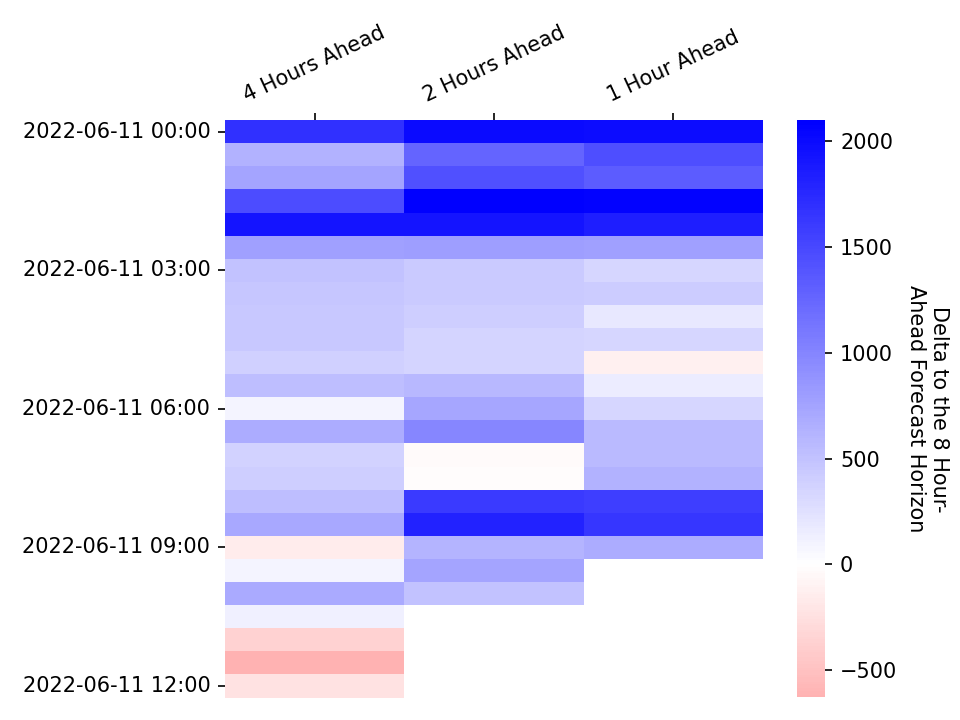 4 Hours Ahead
2 Hours Ahead
1 Hour Ahead
2022-06-11 00:00
2022-06-11 03:00
2022-06-11 06:00
2022-06-11 09:00
2022-06-11 12:00
2000
1500
1000
500
0
−500
Delta to the 8 Hour-
Ahead Forecast Horizon